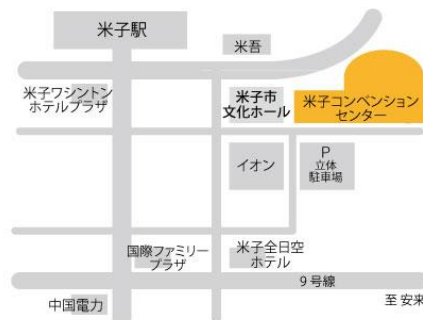 米子駅
米吾
米子ワシントン
ホテルプラザ
米子市
文化ホール
米子コンベンション
センター
イオン
P
立体
駐車場
国際ファミリー
プラザ
米子全日空
ホテル
9号線
中国電力
至 安来